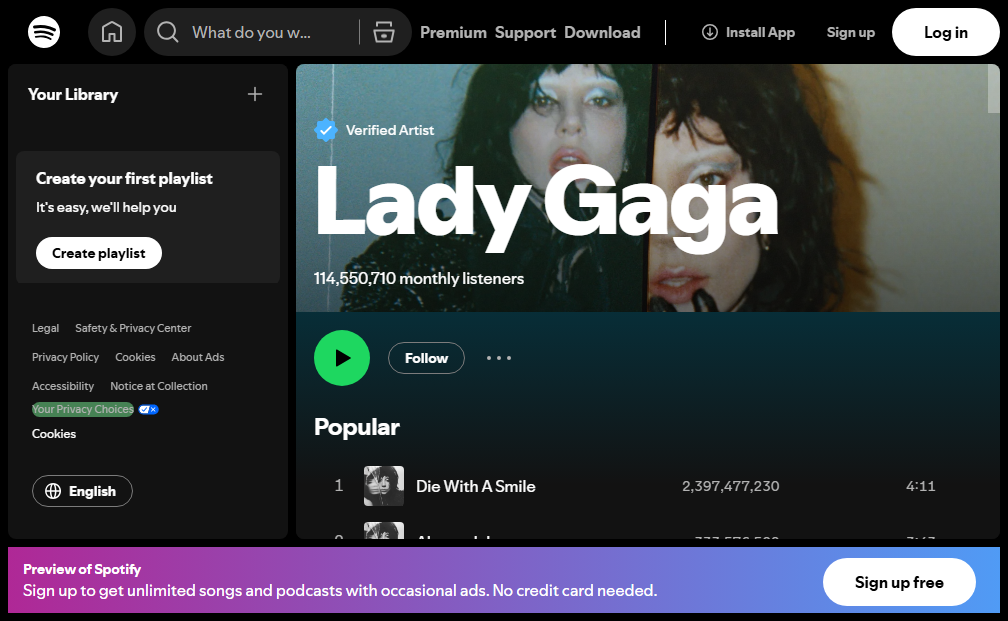 What do you w...
Premium Support Download
Install App
Sign up
Log in
Your Library
Create your first playlist
It's easy, we'll help you
Create playlist
Legal Safety & Privacy Center
Privacy Policy Cookies About Ads
Accessibility Notice at Collection
Your Privacy Choices
Cookies
English
Verified Artist
Lady Gaga
114,550,710 monthly listeners
Follow
Popular
1 Die With A Smile 2,397,477,230 4:11
Preview of Spotify
Sign up to get unlimited songs and podcasts with occasional ads. No credit card needed.
Sign up free